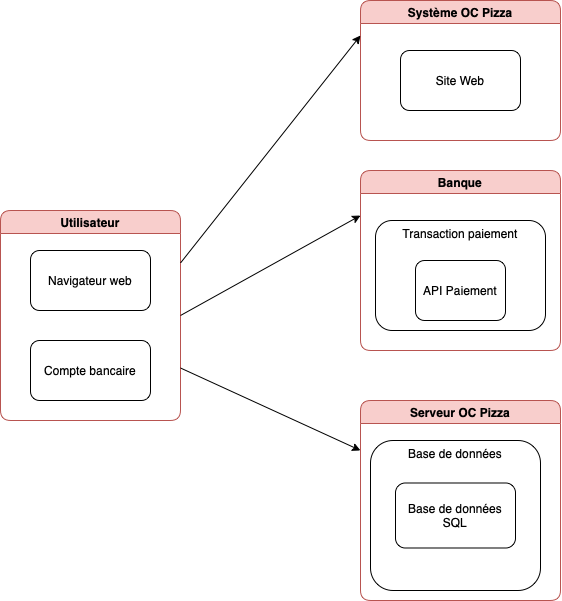 Système OC Pizza
Site Web
Banque
Transaction paiement
API Paiement
Utilisateur
Navigateur web
Compte bancaire
Serveur OC Pizza
Base de données
Base de données
SQL